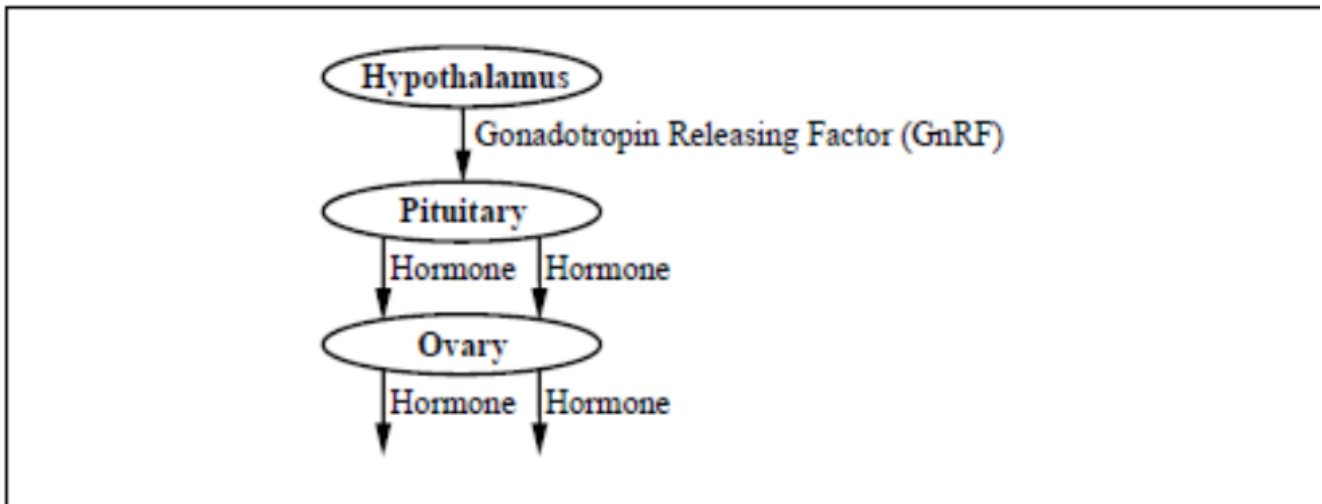 Hypothalamus
Gonadotropin Releasing Factor (GnRF)
Pituitary
Hormone Hormone
Ovary
Hormone Hormone